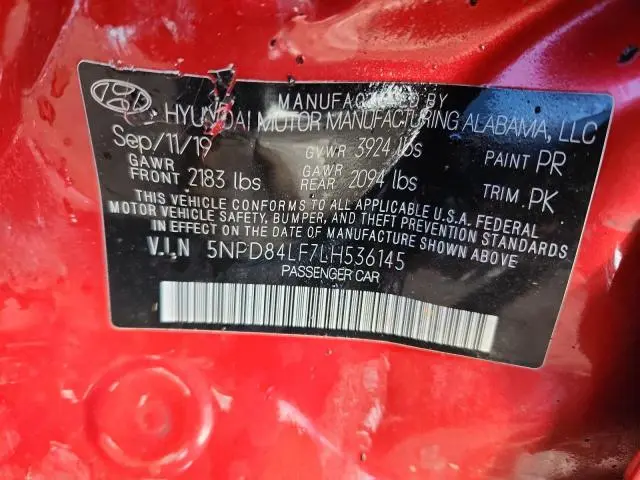 MANUFACTURED BY
HYUNDAI MOTOR MANUFACTURING ALABAMA, LLC
Sep/11/19 GVWR 3924 lbs PAINT PR
GAWR FRONT 2183 lbs GAWR REAR 2094 lbs TRIM. PK
THIS VEHICLE CONFORMS TO ALL APPLICABLE U.S.A. FEDERAL
MOTOR VEHICLE SAFETY, BUMPER, AND THEFT PREVENTION STANDARDS
IN EFFECT ON THE DATE OF MANUFACTURE SHOWN ABOVE
V.I.N 5NPD84LF7LH536145
PASSENGER CAR